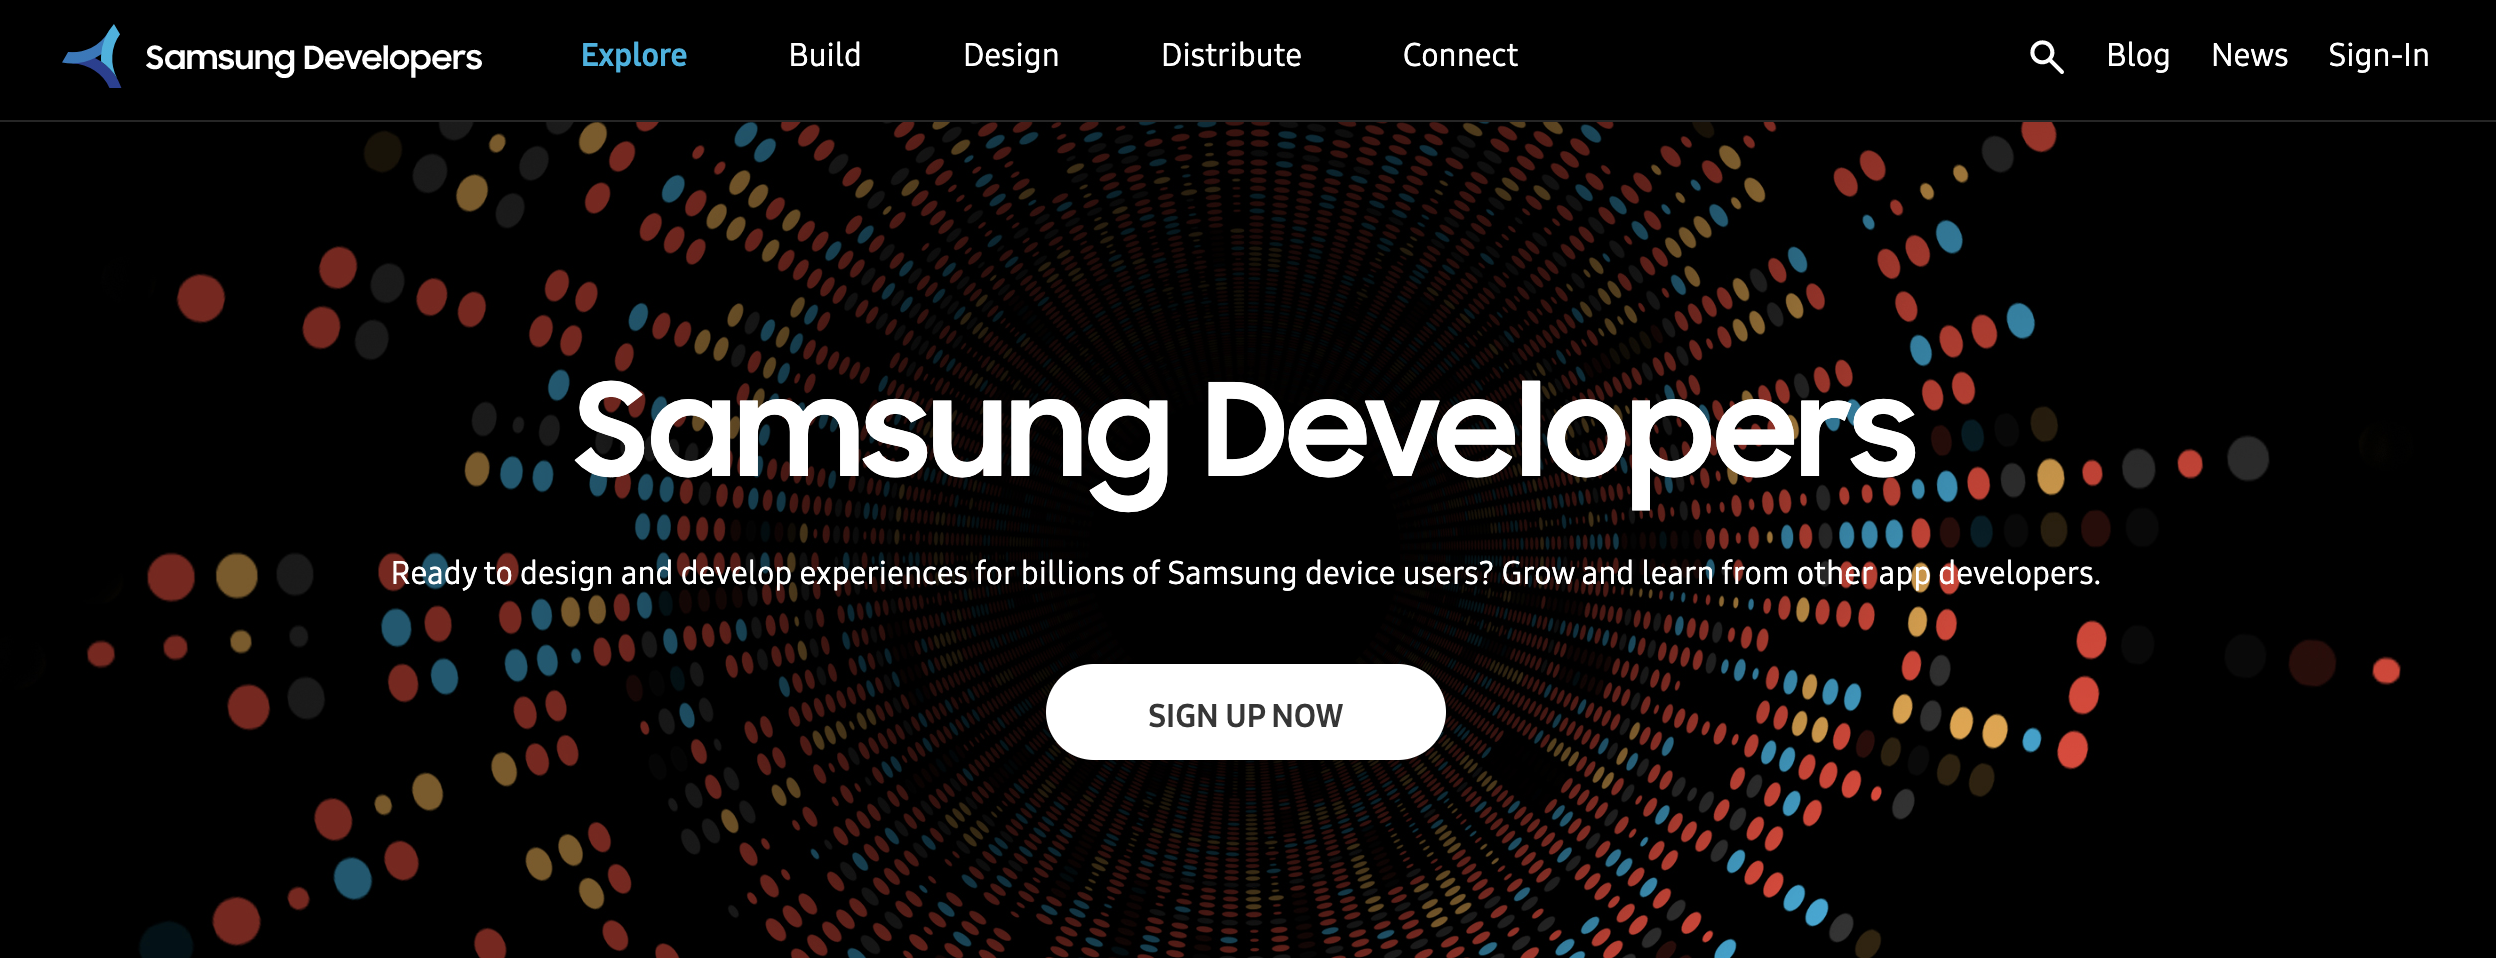 Samsung Developers
Explore
Build
Design
Distribute
Connect
Blog
News
Sign-In
Samsung Developers
Ready to design and develop experiences for billions of Samsung device users? Grow and learn from other app developers.
SIGN UP NOW